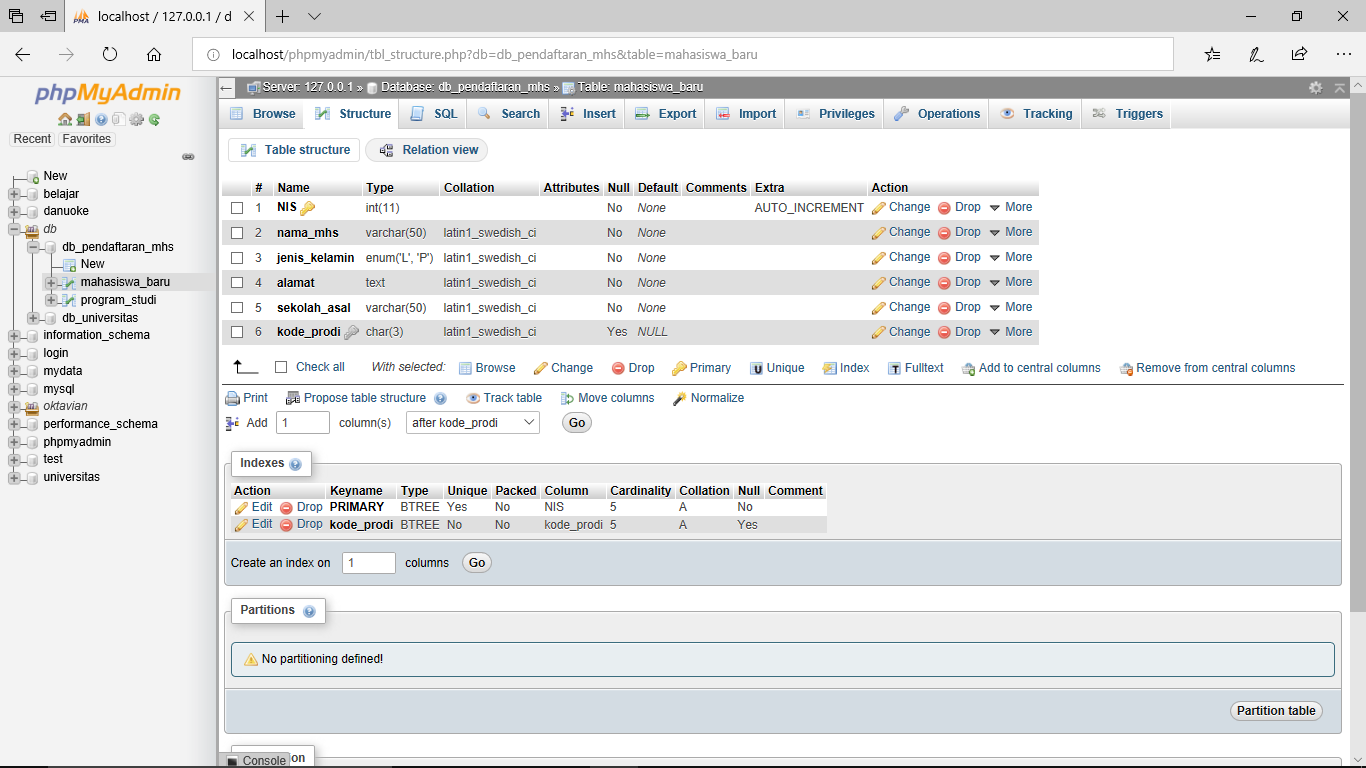 localhost / 127.0.0.1 / d
localhost/phpmyadmin/tbl_structure.php?db=db_pendaftaran_mhs&table=mahasiswa_baru
phpMyAdmin
Recent Favorites
New
belajar
danuoke
db
db_pendaftaran_mhs
New
mahasiswa_baru
program_studi
db_universitas
information_schema
login
mydata
mysql
oktavian
performance_schema
phpmyadmin
test
universitas
Server: 127.0.0.1 » Database: db_pendaftaran_mhs » Table: mahasiswa_baru
Browse Structure SQL Search Insert Export Import Privileges Operations Tracking Triggers
Table structure Relation view
# Name Type Collation Attributes Null Default Comments Extra Action
1 NIS int(11) No None AUTO_INCREMENT Change Drop More
2 nama_mhs varchar(50) latin1_swedish_ci No None Change Drop More
3 jenis_kelamin enum('L', 'P') latin1_swedish_ci No None Change Drop More
4 alamat text latin1_swedish_ci No None Change Drop More
5 sekolah_asal varchar(50) latin1_swedish_ci No None Change Drop More
6 kode_prodi char(3) latin1_swedish_ci Yes NULL Change Drop More
Check all With selected: Browse Change Drop Primary Unique Index Fulltext Add to central columns Remove from central columns
Print Propose table structure Track table Move columns Normalize
Add 1 column(s) after kode_prodi Go
Indexes
Action Keyname Type Unique Packed Column Cardinality Collation Null Comment
Edit Drop PRIMARY BTREE Yes No NIS 5 A No
Edit Drop kode_prodi BTREE No No kode_prodi 5 A Yes
Create an index on 1 columns Go
Partitions
No partitioning defined!
Partition table
Console on